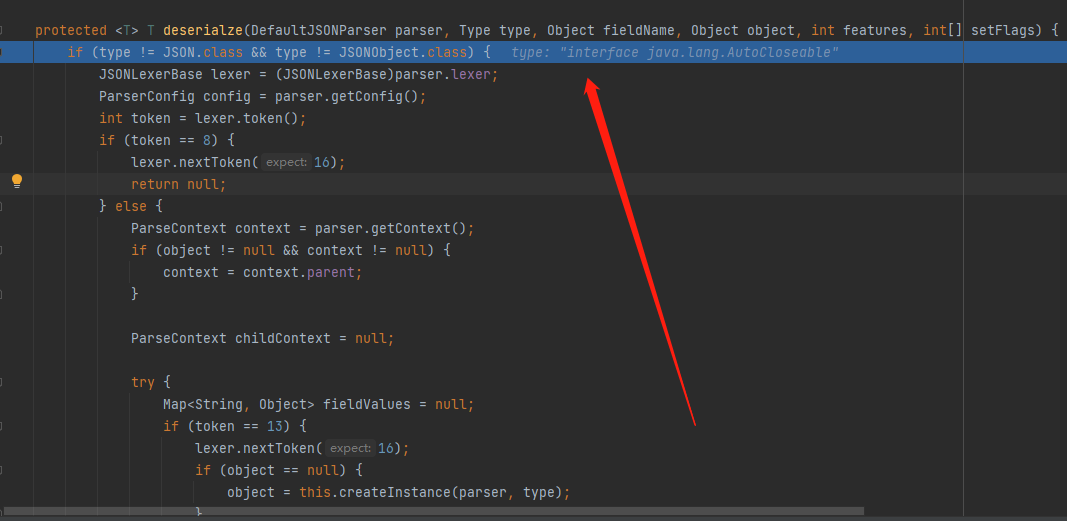 protected <T> T deserialze(DefaultJSONParser parser, Type type, Object fieldName, Object object, int features, int[] setFlags) {
if (type != JSON.class && type != JSONObject.class) { type: "interface java.lang.AutoCloseable"
JSONLexerBase lexer = (JSONLexerBase)parser.lexer;
ParserConfig config = parser.getConfig();
int token = lexer.token();
if (token == 8) {
lexer.nextToken( expect: 16);
return null;
} else {
ParseContext context = parser.getContext();
if (object != null && context != null) {
context = context.parent;
}
ParseContext childContext = null;
try {
Map<String, Object> fieldValues = null;
if (token == 13) {
lexer.nextToken( expect: 16);
if (object == null) {
object = this.createInstance(parser, type);
}